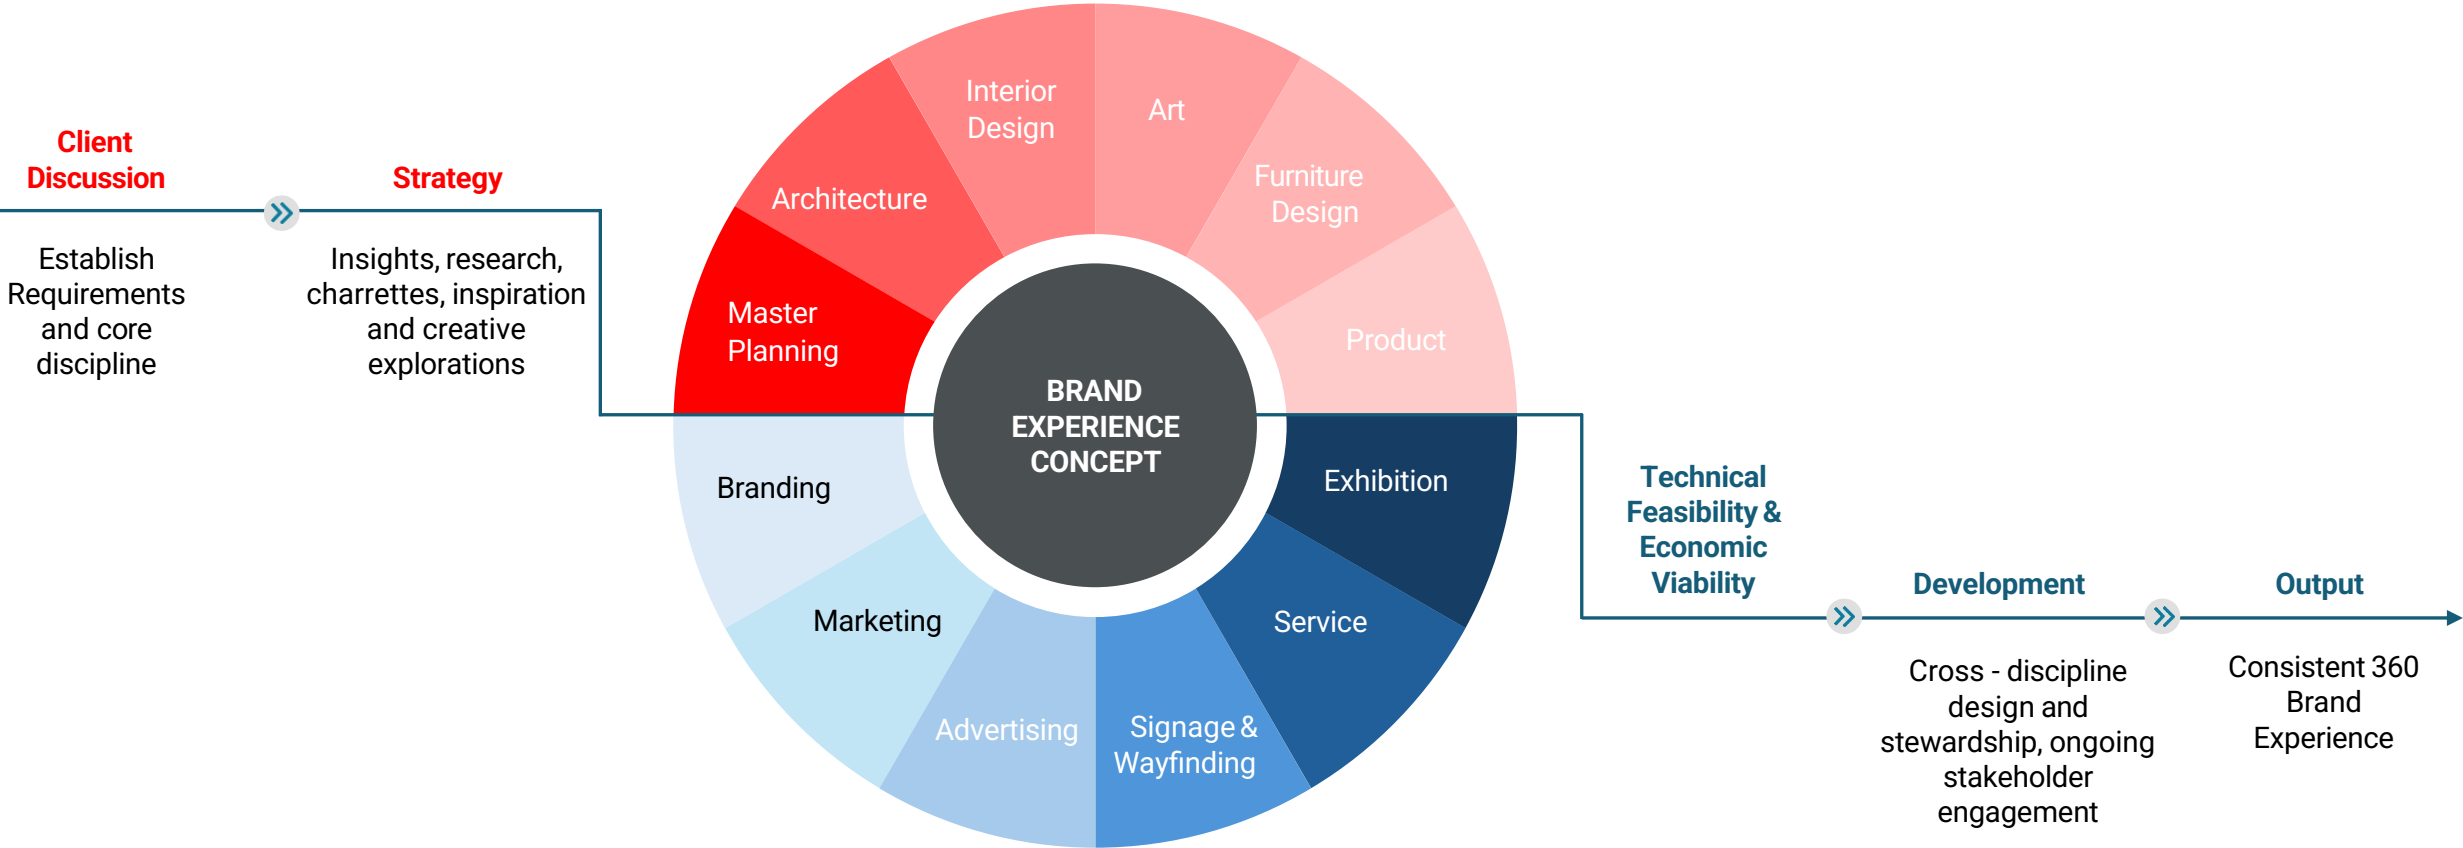 Client
Discussion
Establish
Requirements
and core
discipline
Strategy
Insights, research,
charrettes, inspiration
and creative
explorations
Master
Planning
Architecture
Interior
Design
Art
Furniture
Design
Product
BRAND
EXPERIENCE
CONCEPT
Branding
Marketing
Advertising
Signage &
Wayfinding
Service
Exhibition
Technical
Feasibility &
Economic
Viability
Development
Cross - discipline
design and
stewardship, ongoing
stakeholder
engagement
Output
Consistent 360
Brand
Experience